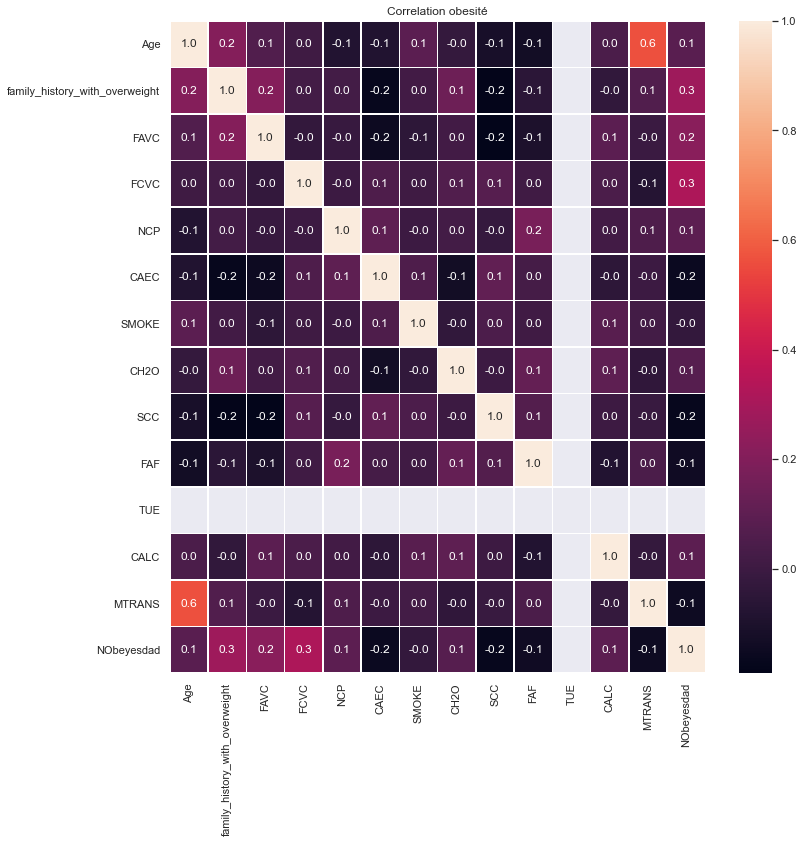 Correlation obesité
Age 1.0 0.2 0.1 0.0 -0.1 -0.1 0.1 -0.0 -0.1 -0.1 0.0 0.6 0.1
family_history_with_overweight 0.2 1.0 0.2 0.0 0.0 -0.2 0.0 0.1 -0.2 -0.1 -0.0 0.1 0.3
FAVC 0.1 0.2 1.0 -0.0 -0.0 -0.2 -0.1 0.0 -0.2 -0.1 0.1 -0.0 0.2
FCVC 0.0 0.0 -0.0 1.0 -0.0 0.1 0.0 0.1 0.1 0.0 0.0 -0.1 0.3
NCP -0.1 0.0 -0.0 -0.0 1.0 0.1 -0.0 0.0 -0.0 0.2 0.0 0.1 0.1
CAEC -0.1 -0.2 -0.2 0.1 0.1 1.0 0.1 -0.1 0.1 0.0 -0.0 -0.0 -0.2
SMOKE 0.1 0.0 -0.1 0.0 -0.0 0.1 1.0 -0.0 0.0 0.0 0.1 0.0 -0.0
CH2O -0.0 0.1 0.0 0.1 0.0 -0.1 -0.0 1.0 -0.0 0.1 0.1 -0.0 0.1
SCC -0.1 -0.2 -0.2 0.1 -0.0 0.1 0.0 -0.0 1.0 0.1 -0.0 -0.0 -0.2
FAF -0.1 -0.1 -0.1 0.0 0.2 0.0 0.0 0.1 0.1 1.0 -0.1 0.0 -0.1
TUE
CALC 0.0 -0.0 0.1 0.0 0.0 -0.0 0.1 0.1 0.0 -0.1 1.0 -0.0 0.1
MTRANS 0.6 0.1 -0.0 -0.1 0.1 -0.0 0.0 -0.0 -0.0 0.0 -0.0 1.0 -0.1
NObeyesdad 0.1 0.3 0.2 0.3 0.1 -0.2 -0.0 0.1 -0.2 -0.1 0.1 -0.1 1.0
Age
family_history_with_overweight
FAVC
FCVC
NCP
CAEC
SMOKE
CH2O
SCC
FAF
TUE
CALC
MTRANS
NObeyesdad
1.0
0.8
0.6
0.4
0.2
0.0